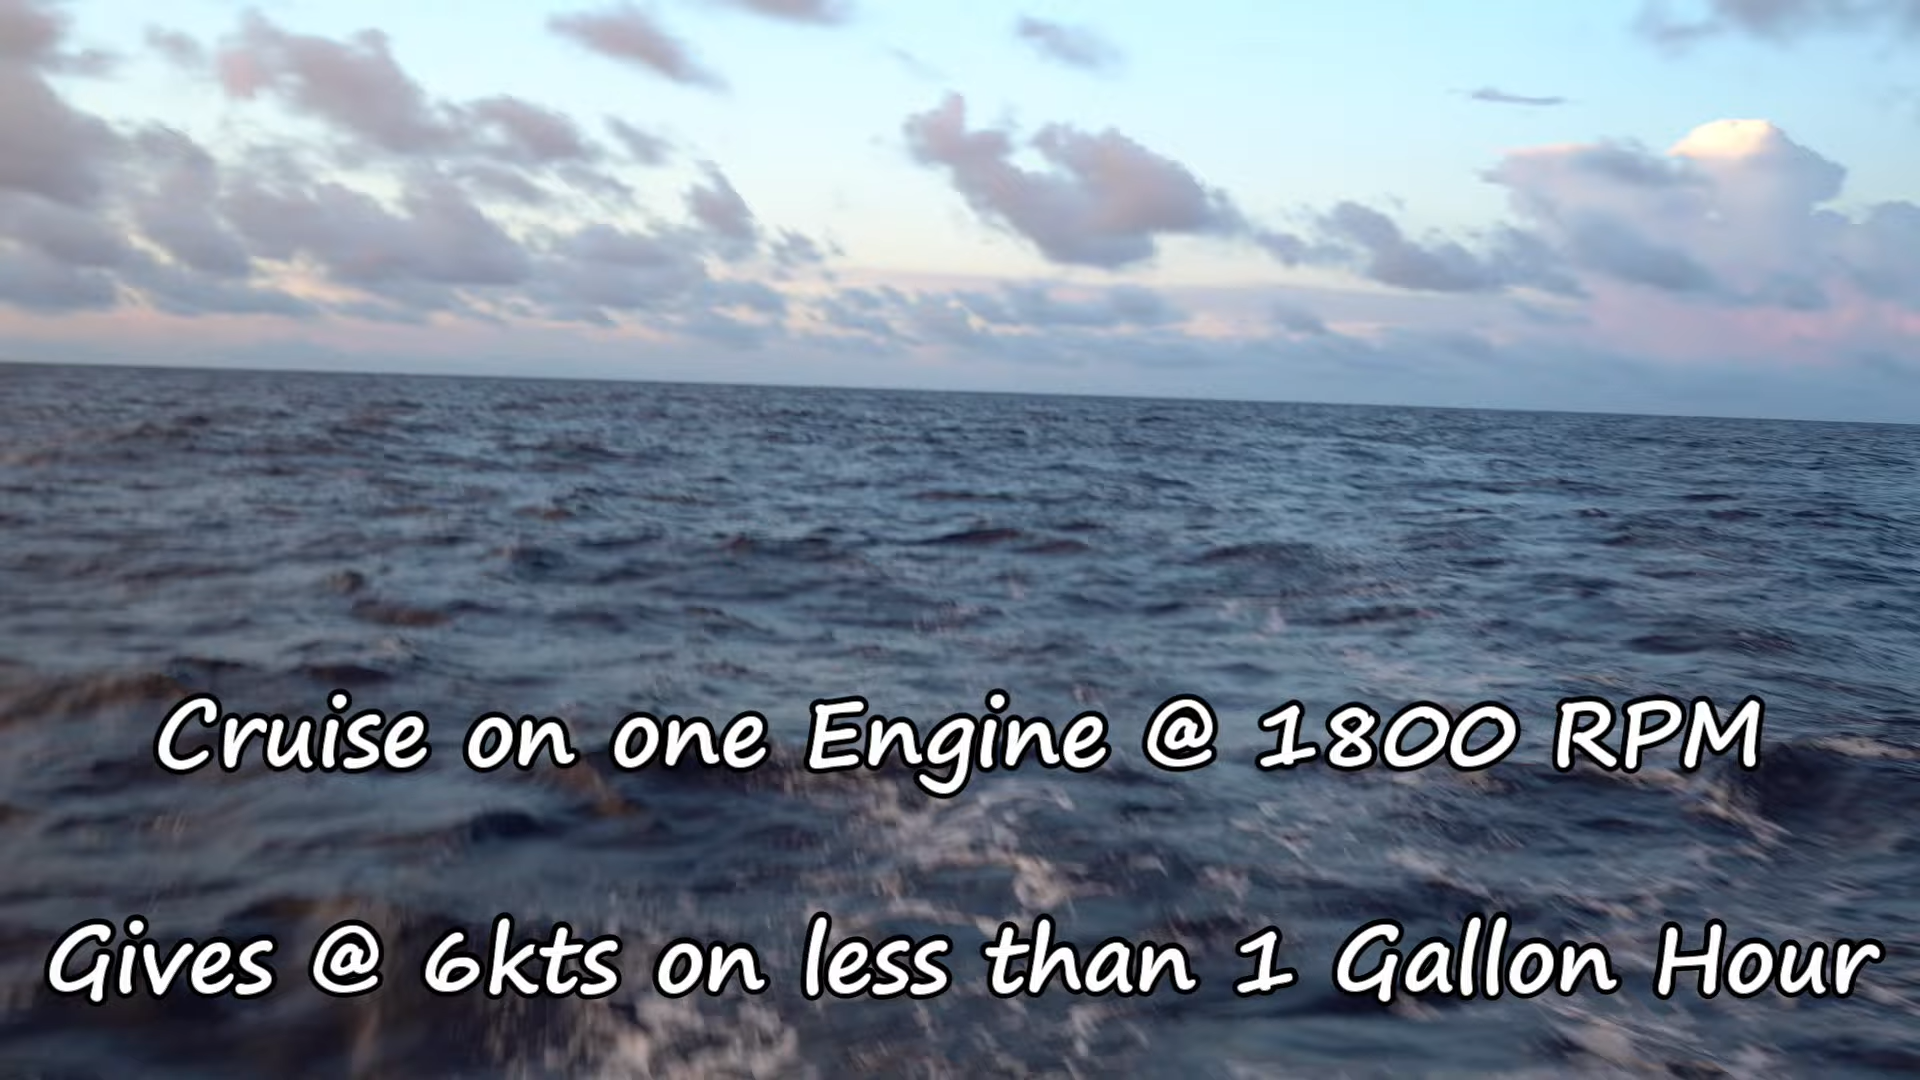 Cruise on one Engine @ 1800 RPM
Gives @ 6kts on less than 1 Gallon Hour